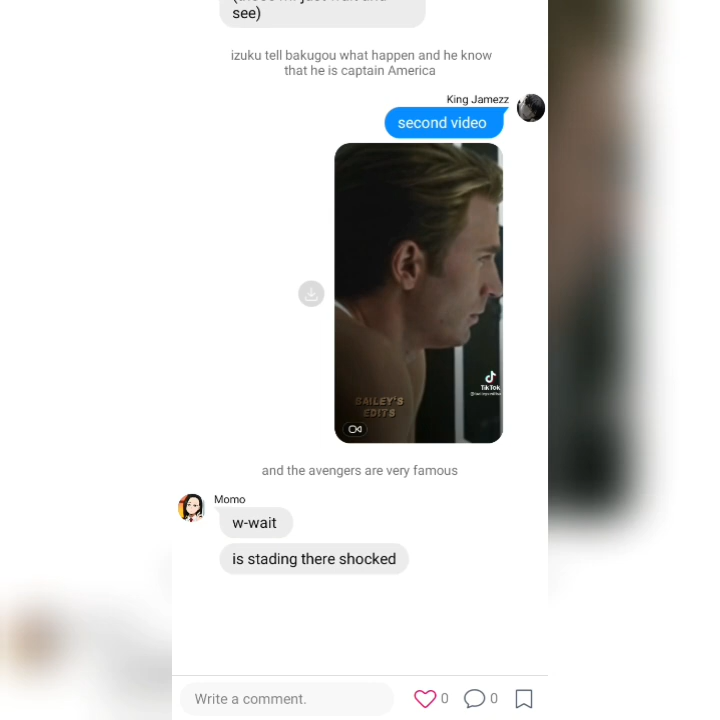 see)
izuku tell bakugou what happen and he know
that he is captain America
King Jamezz
second video
TikTok
BAILEY'S
EDITS
and the avengers are very famous
Momo
w-wait
is stading there shocked
Write a comment.
0
0